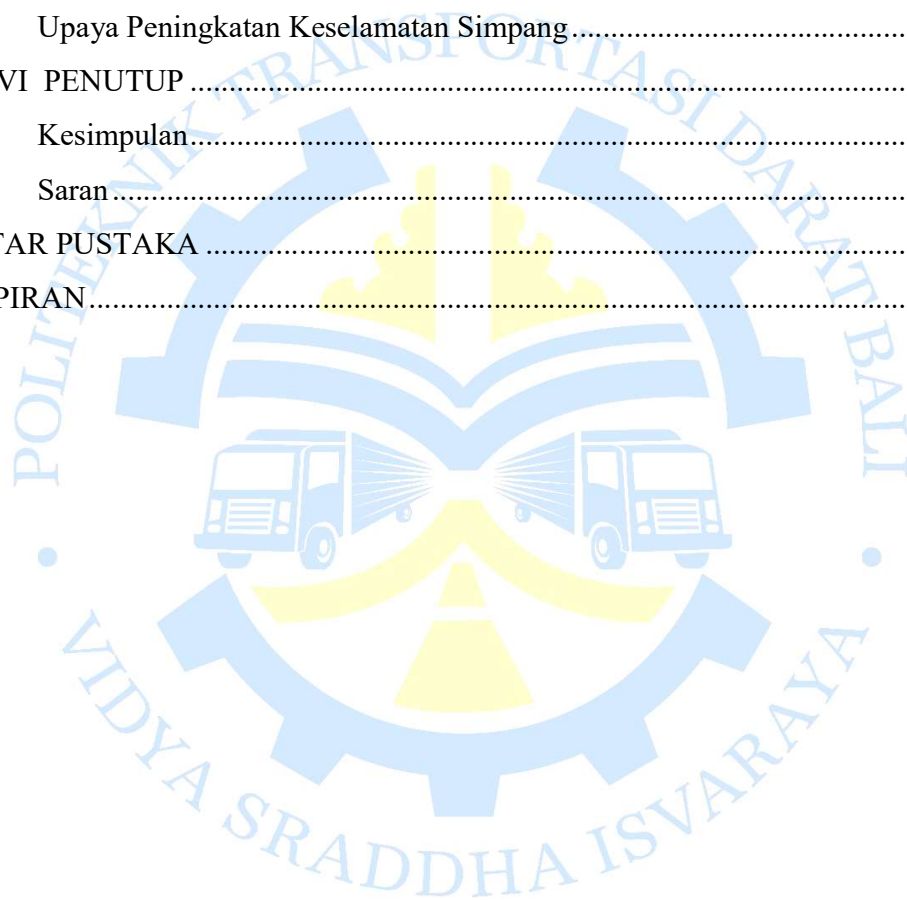 Upaya Peningkatan Keselamatan Simpang....................................
VI PENUTUP ..............................................................................
Kesimpulan..............................................................................
Saran.......................................................................................
TAR PUSTAKA ............................................................................
PIRAN........................................................................................
POLITEKNIK TRANSPORTASI DARAT BALI
VIDYA SRADDHA ISVARAYA